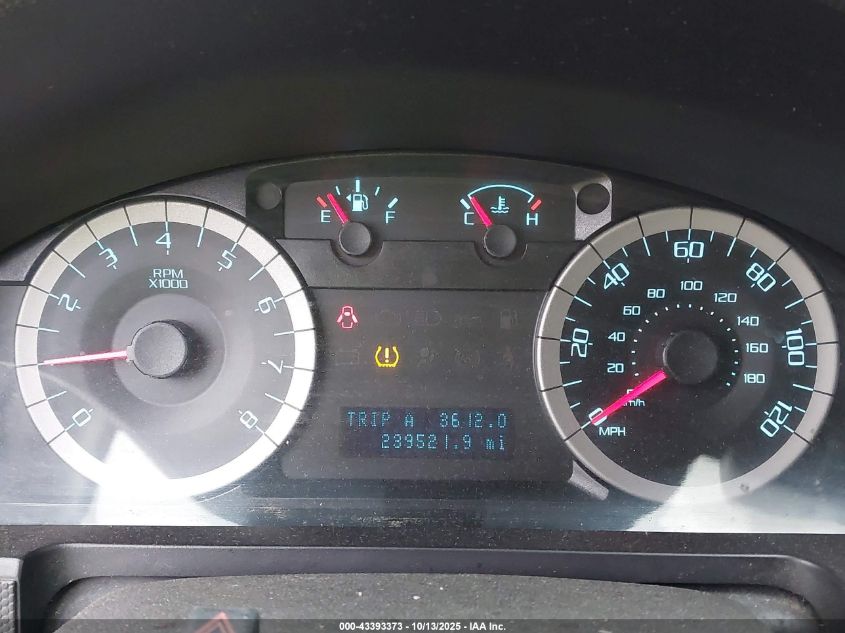 E F
C H
0 1 2 3 4 5 6 7 8
RPM
X1000
0 20 40 60 80 100 120
20 40 60 80 100 120 140 160 180
km/h
MPH
TRIP A 3612.0
239521.9 mi
000-43393373 - 10/13/2025 - IAA Inc.